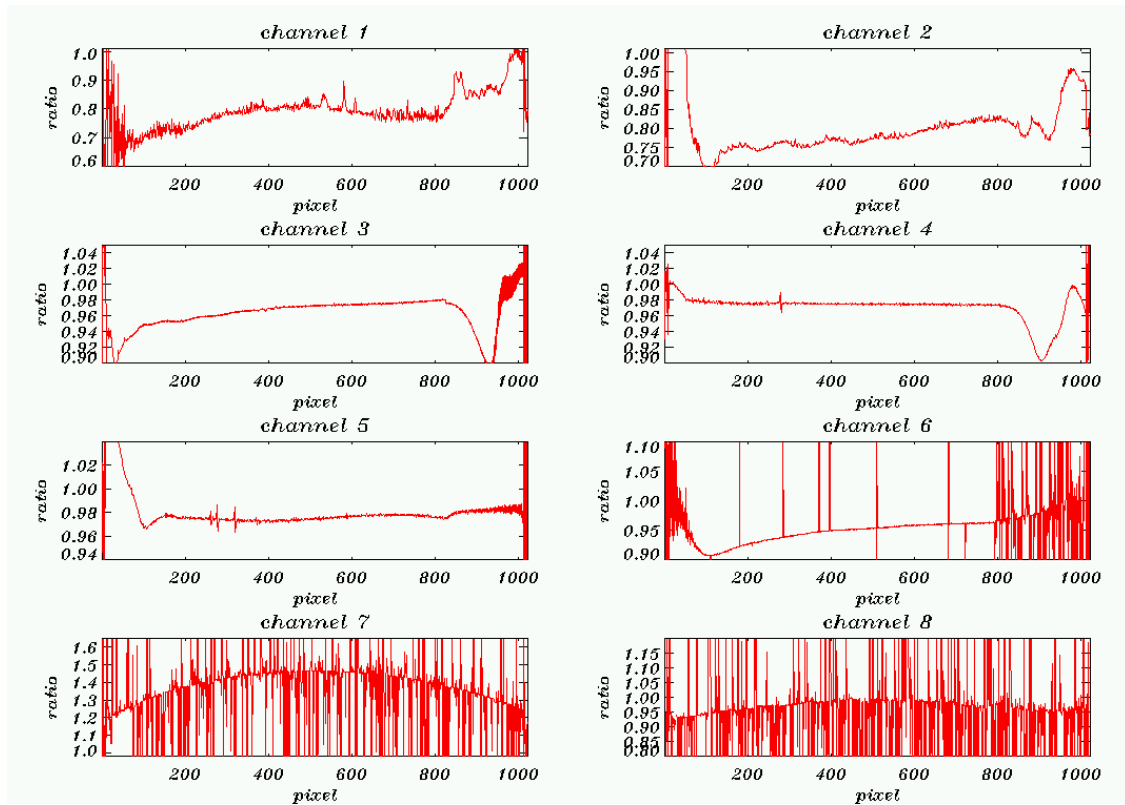 channel 1
1.0
0.9
0.8
0.7
0.6
ratio
200 400 600 800 1000
pixel
channel 2
1.00
0.95
0.90
0.85
0.80
0.75
0.70
ratio
200 400 600 800 1000
pixel
channel 3
1.04
1.02
1.00
0.98
0.96
0.94
0.92
0.90
ratio
200 400 600 800 1000
pixel
channel 4
1.04
1.02
1.00
0.98
0.96
0.94
0.92
0.90
ratio
200 400 600 800 1000
pixel
channel 5
1.02
1.00
0.98
0.96
0.94
ratio
200 400 600 800 1000
pixel
channel 6
1.10
1.05
1.00
0.95
0.90
ratio
200 400 600 800 1000
pixel
channel 7
1.6
1.5
1.4
1.3
1.2
1.1
1.0
ratio
200 400 600 800 1000
pixel
channel 8
1.15
1.10
1.05
1.00
0.95
0.90
0.85
0.80
ratio
200 400 600 800 1000
pixel